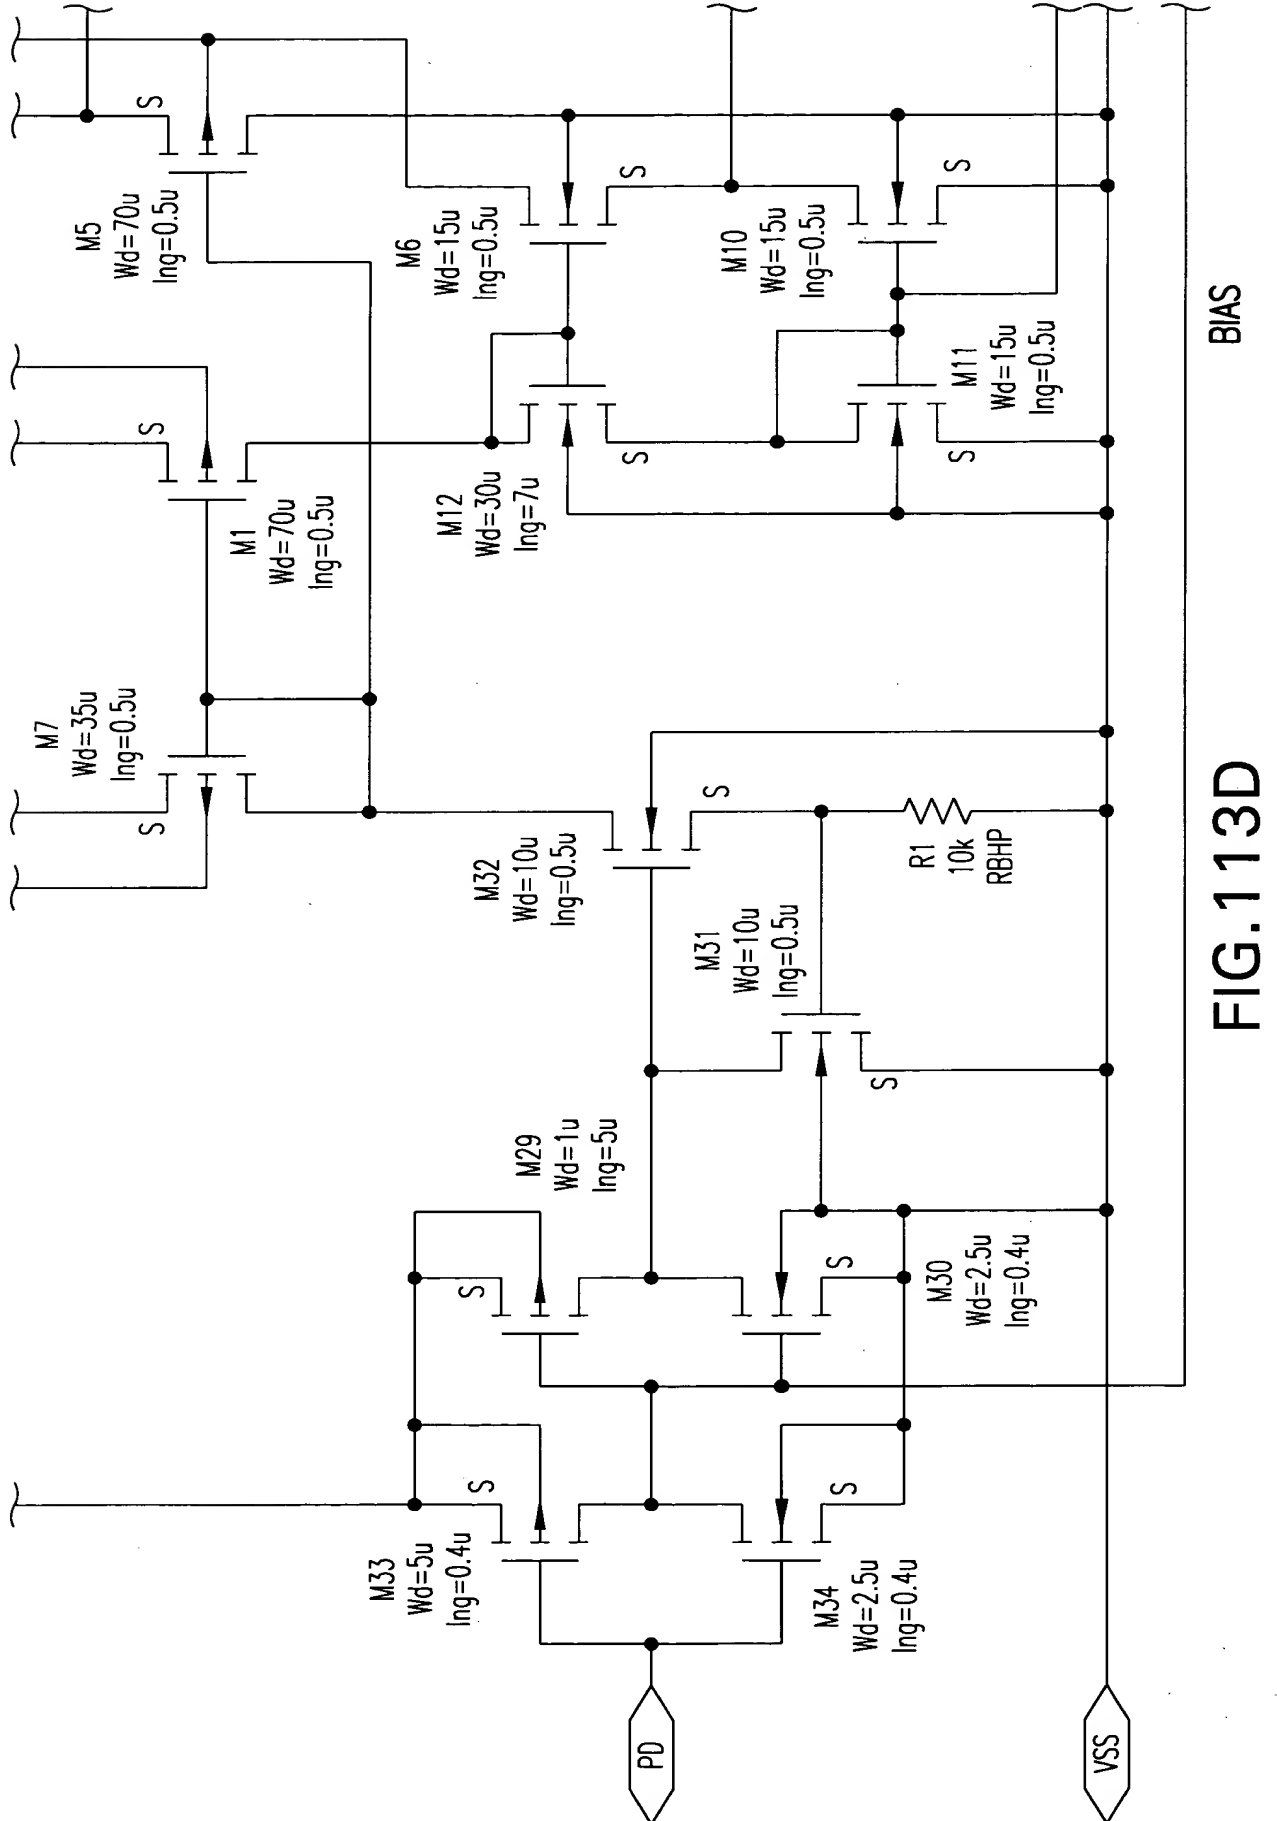 M5
Wd=70u
lng=0.5u
S
M6
Wd=15u
lng=0.5u
S
M10
Wd=15u
lng=0.5u
S
M1
Wd=70u
lng=0.5u
S
M12
Wd=30u
lng=7u
S
M11
Wd=15u
lng=0.5u
S
BIAS
M7
Wd=35u
lng=0.5u
S
M32
Wd=10u
lng=0.5u
S
R1
10k
RBHP
M31
Wd=10u
lng=0.5u
S
M29
Wd=1u
lng=5u
S
M30
Wd=2.5u
lng=0.4u
S
M33
Wd=5u
lng=0.4u
S
M34
Wd=2.5u
lng=0.4u
S
PD
VSS
FIG.113D